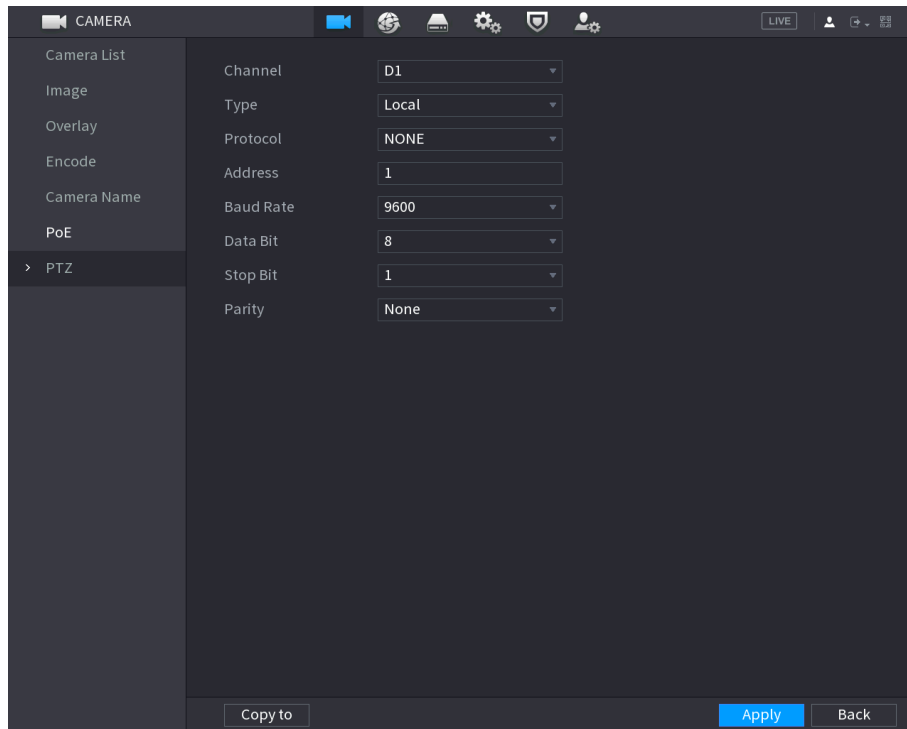 CAMERA
LIVE
Camera List
Image
Overlay
Encode
Camera Name
PoE
> PTZ
Channel D1
Type Local
Protocol NONE
Address 1
Baud Rate 9600
Data Bit 8
Stop Bit 1
Parity None
Copy to Apply Back